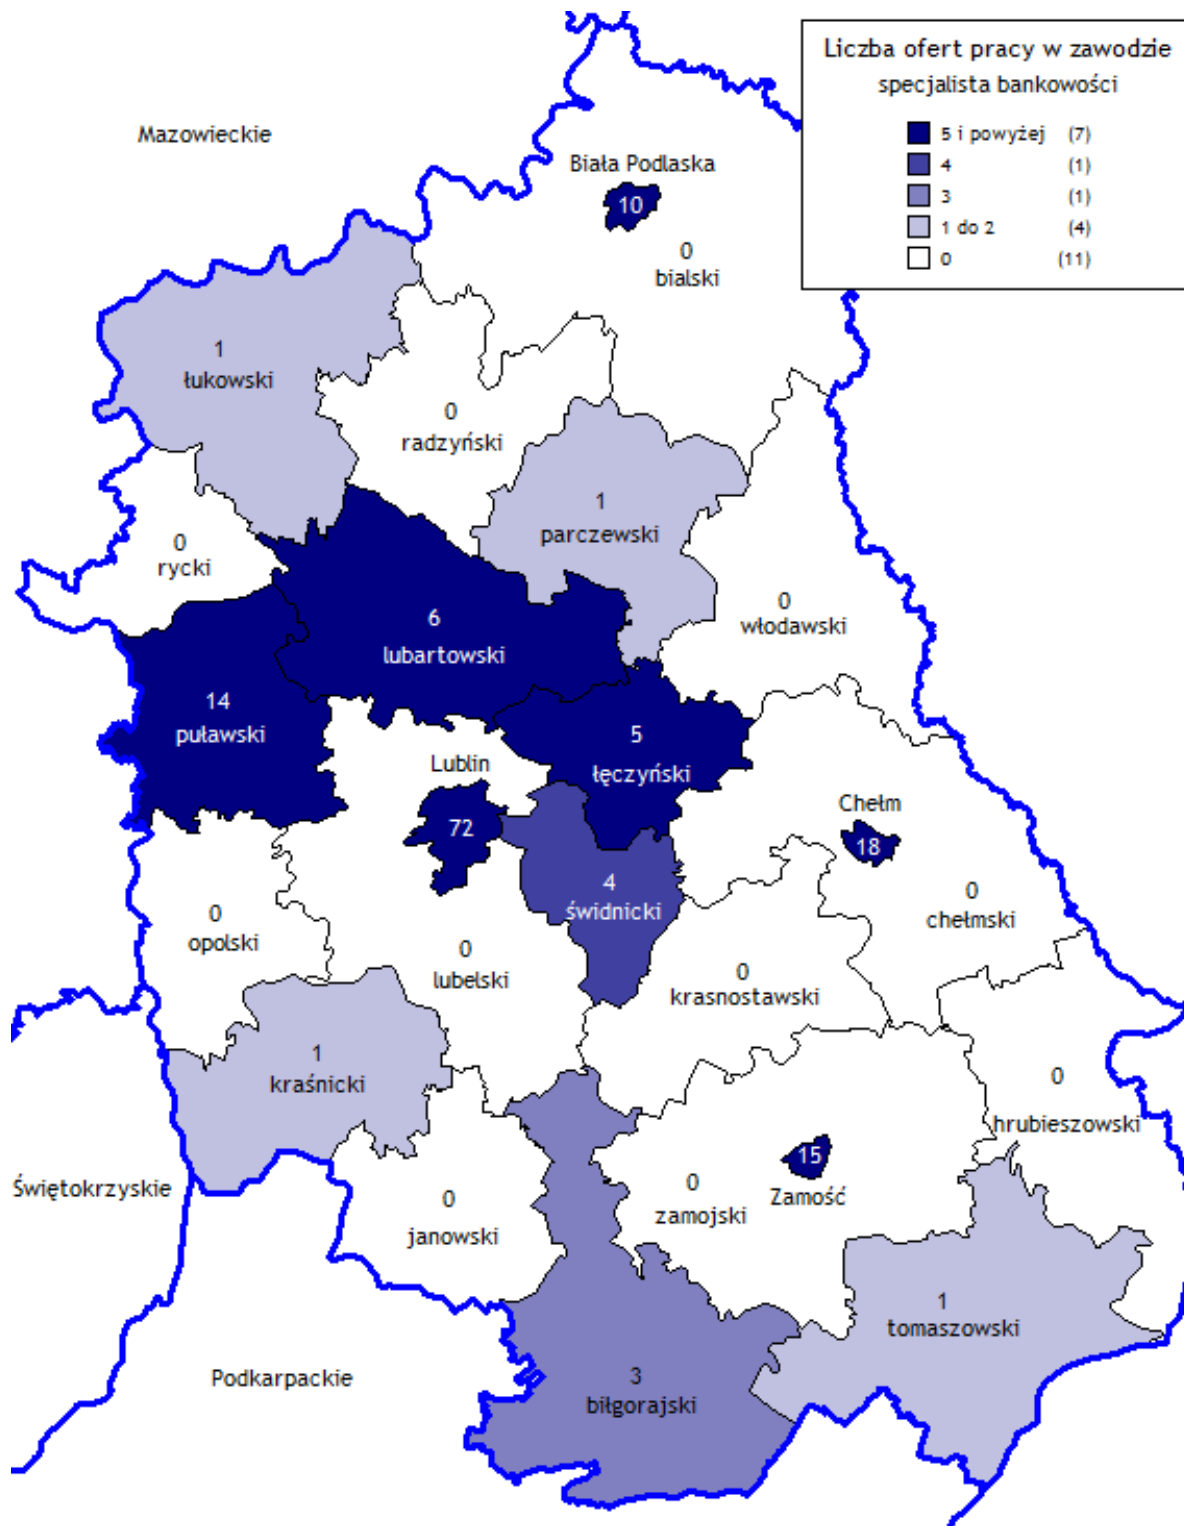 Liczba ofert pracy w zawodzie
specjalista bankowości
5 i powyżej (7)
4 (1)
3 (1)
1 do 2 (4)
0 (11)
Mazowieckie
Biała Podlaska
10
0
bialski
1
łukowski
0
radzyński
1
parczewski
0
rycki
0
włodawski
6
lubartowski
14
puławski
5
łęczyński
Lublin
72
Chełm
18
4
świdnicki
0
chełmski
0
opolski
0
lubelski
0
krasnostawski
1
kraśnicki
0
hrubieszowski
15
Zamość
0
zamojski
Świętokrzyskie
0
janowski
1
tomaszowski
3
biłgorajski
Podkarpackie